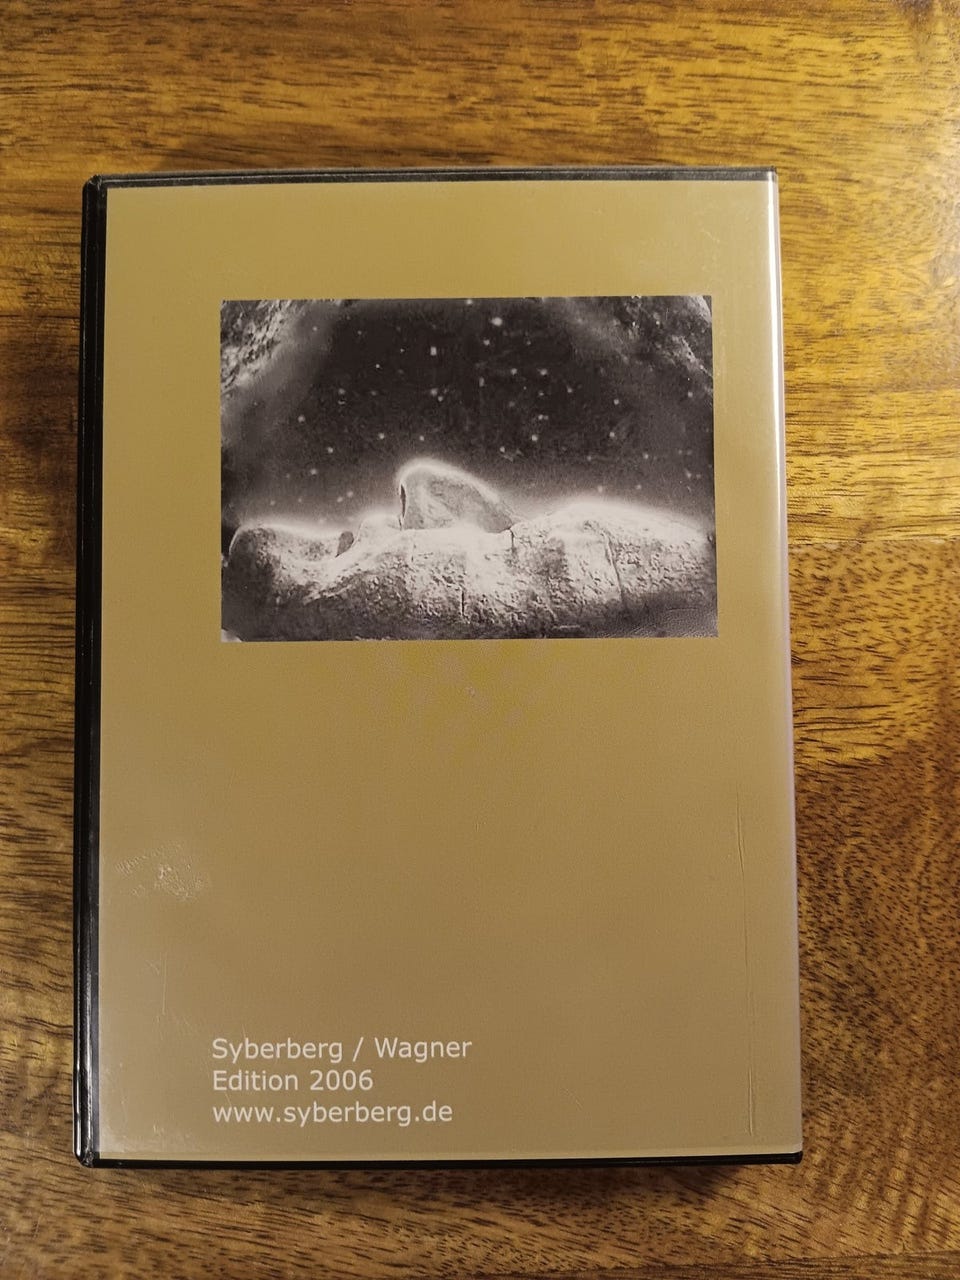 Syberberg / Wagner
Edition 2006
www.syberberg.de